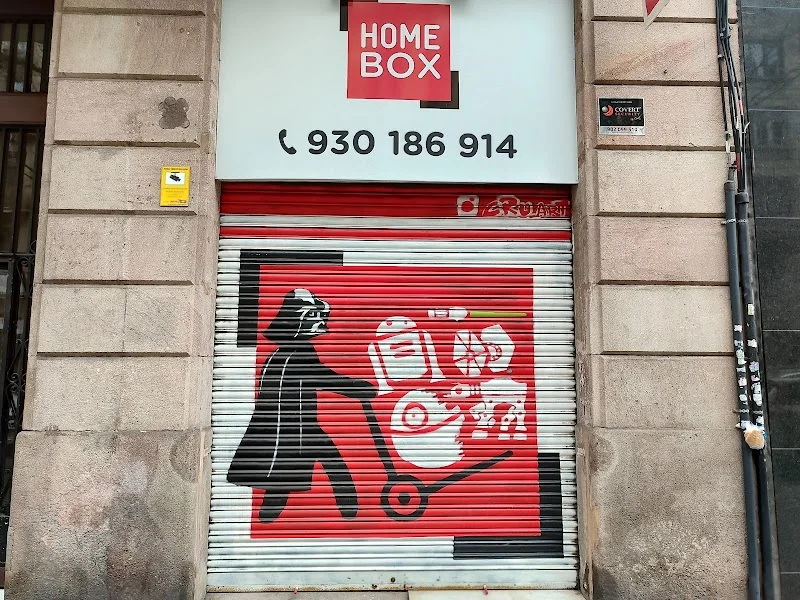 HOME
BOX
930 186 914
COVERT
SECURITY